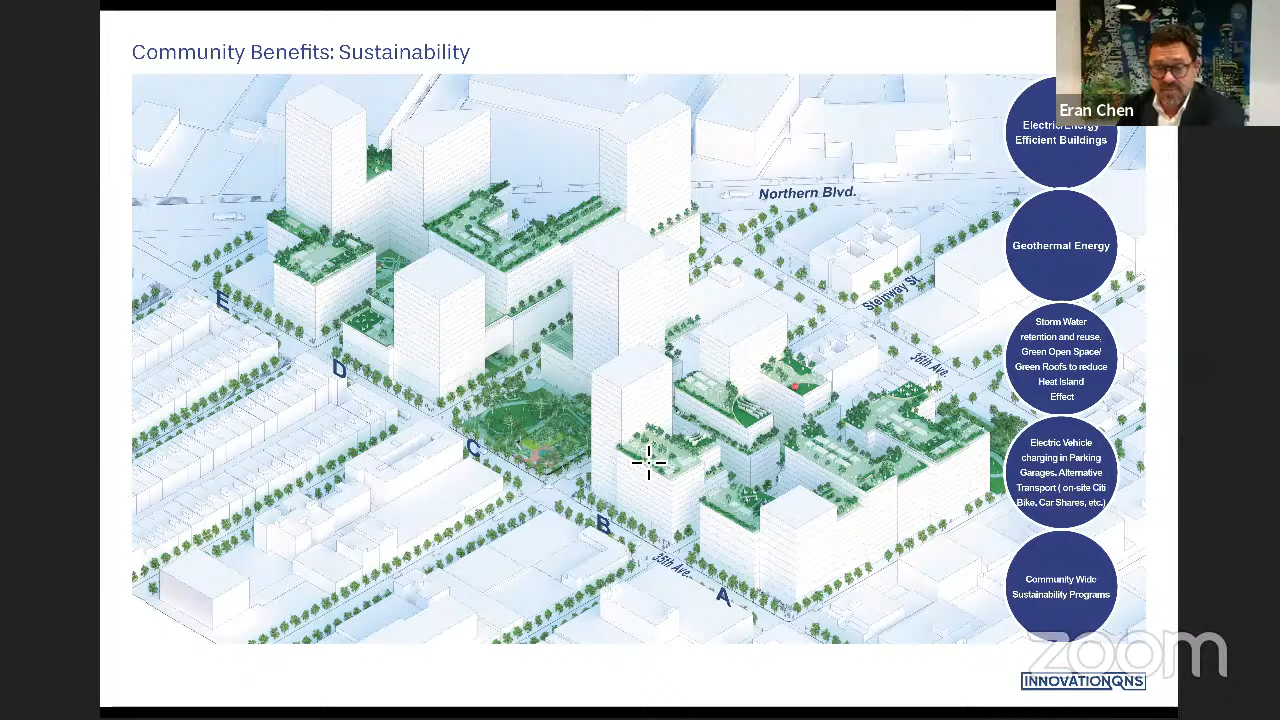 Community Benefits: Sustainability
Eran Chen
Electric/Energy
Efficient Buildings
Northern Blvd.
Geothermal Energy
Steinway St.
E
Storm Water
retention and reuse,
Green Open Space/
Green Roofs to reduce
Heat Island
Effect
36th Ave.
D
C
Electric Vehicle
charging in Parking
Garages. Alternative
Transport ( on-site Citi
Bike, Car Shares, etc.)
B
35th Ave.
A
Community Wide
Sustainability Programs
zoom
INNOVATIONQNS